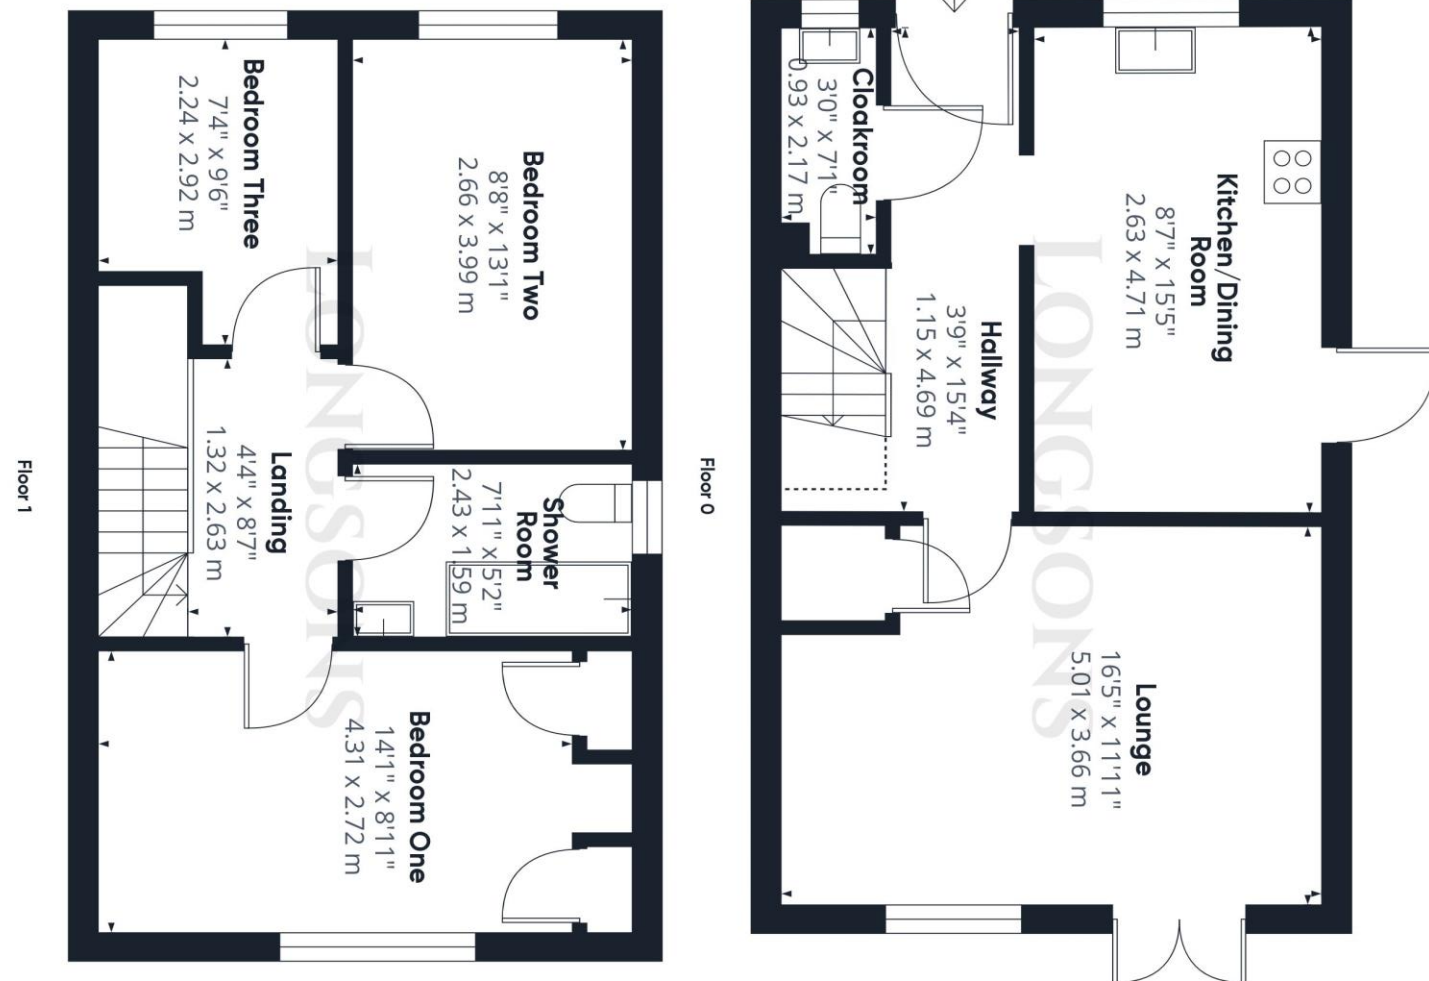 Bedroom Three
7'4" x 9'6"
2.24 x 2.92 m
Bedroom Two
8'8" x 13'1"
2.66 x 3.99 m
Landing
4'4" x 8'7"
1.32 x 2.63 m
Shower
Room
7'11" x 5'2"
2.43 x 1.59 m
Bedroom One
14'1" x 8'11"
4.31 x 2.72 m
LONGSONS
Floor 1
Cloakroom
3'0" x 7'1"
0.93 x 2.17 m
Kitchen/Dining
Room
8'7" x 15'5"
2.63 x 4.71 m
Hallway
3'9" x 15'4"
1.15 x 4.69 m
Lounge
16'5" x 11'11"
5.01 x 3.66 m
LONGSONS
Floor 0